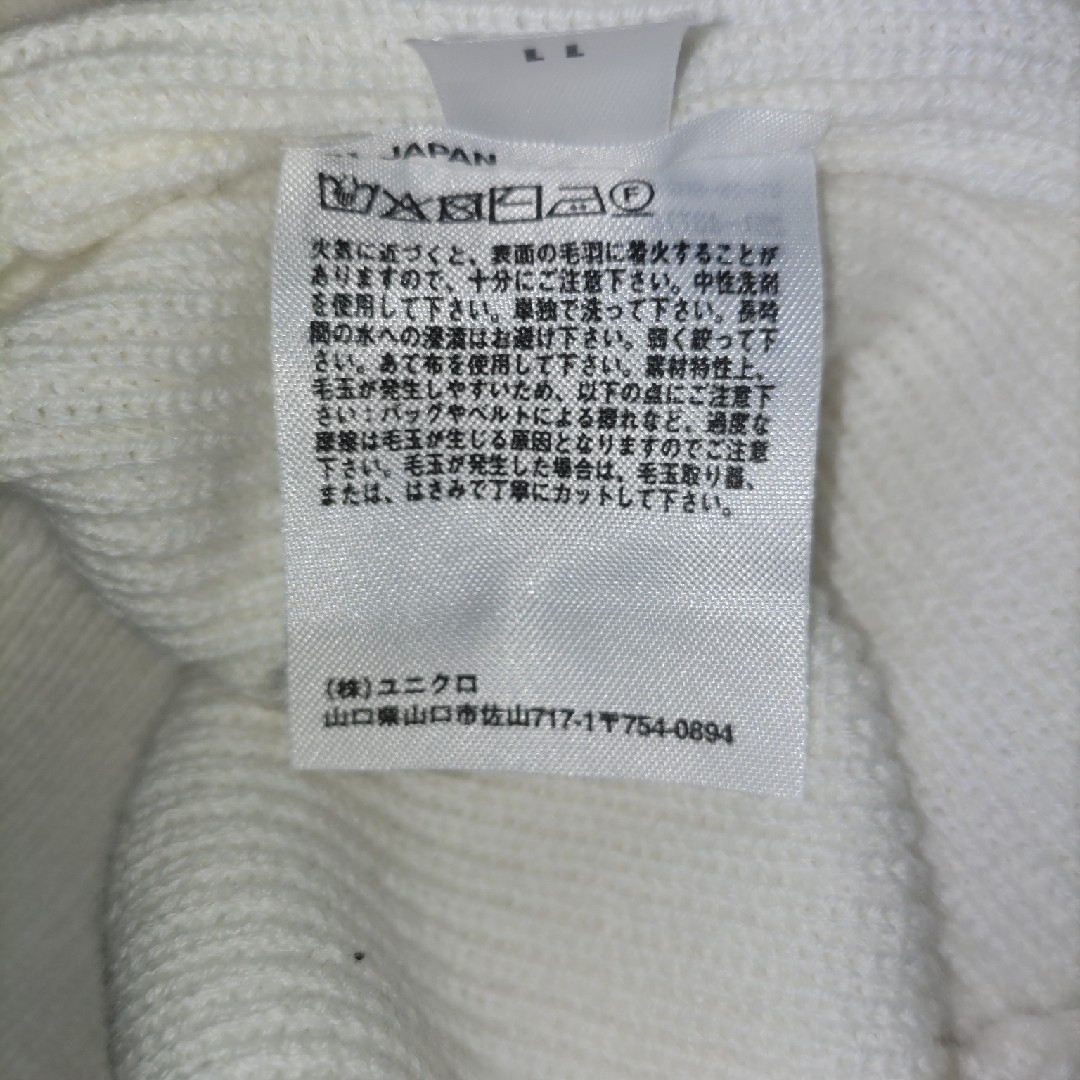 LL
JAPAN
F
火気に近づくと、表面の毛羽に着火することが
ありますので、十分にご注意下さい。中性洗剤
を使用して下さい。単独で洗って下さい。長時
間の水への浸漬はお避け下さい。弱く絞って下
さい。あて布を使用して下さい。素材特性上、
毛玉が発生しやすいため、以下の点にご注意下
さい:バッグやベルトによる擦れなど、過度な
摩擦は毛玉が生じる原因となりますのでご注意
下さい。毛玉が発生した場合は、毛玉取り器、
または、はさみで丁寧にカットして下さい。
(株)ユニクロ
山口県山口市佐山717-1〒754-0894